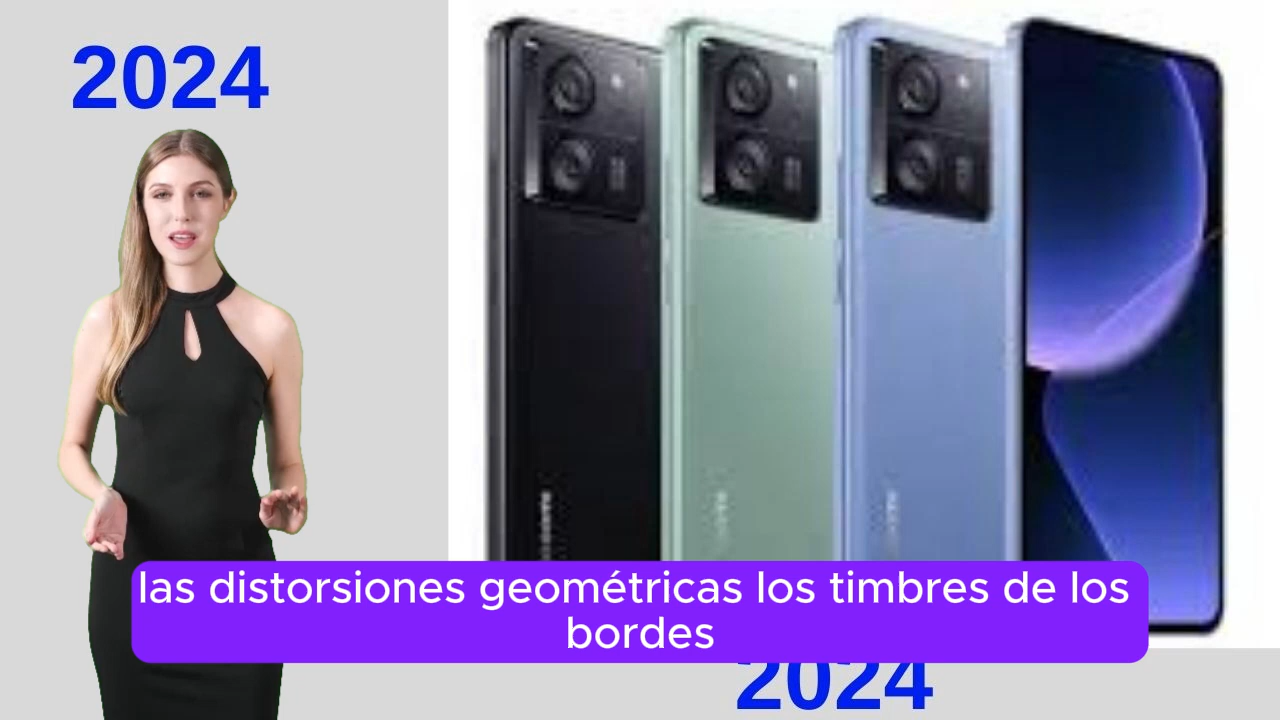 2024
las distorsiones geométricas los timbres de los
bordes
2024